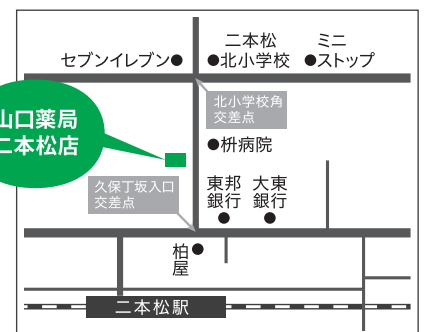 セブンイレブン
二本松
北小学校
ミニ
ストップ
山口薬局
二本松店
北小学校角
交差点
枡病院
久保丁坂入口
交差点
東邦
銀行
大東
銀行
柏
屋
二本松駅